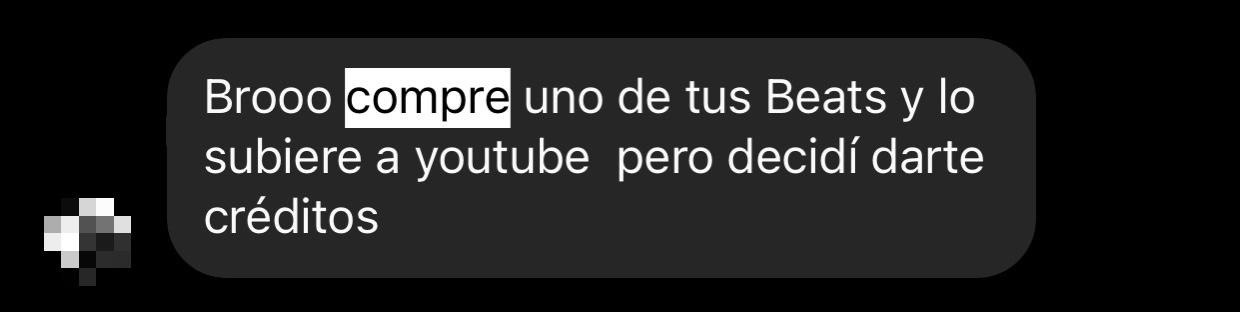 Brooo compre uno de tus Beats y lo
subiere a youtube  pero decidí darte
créditos